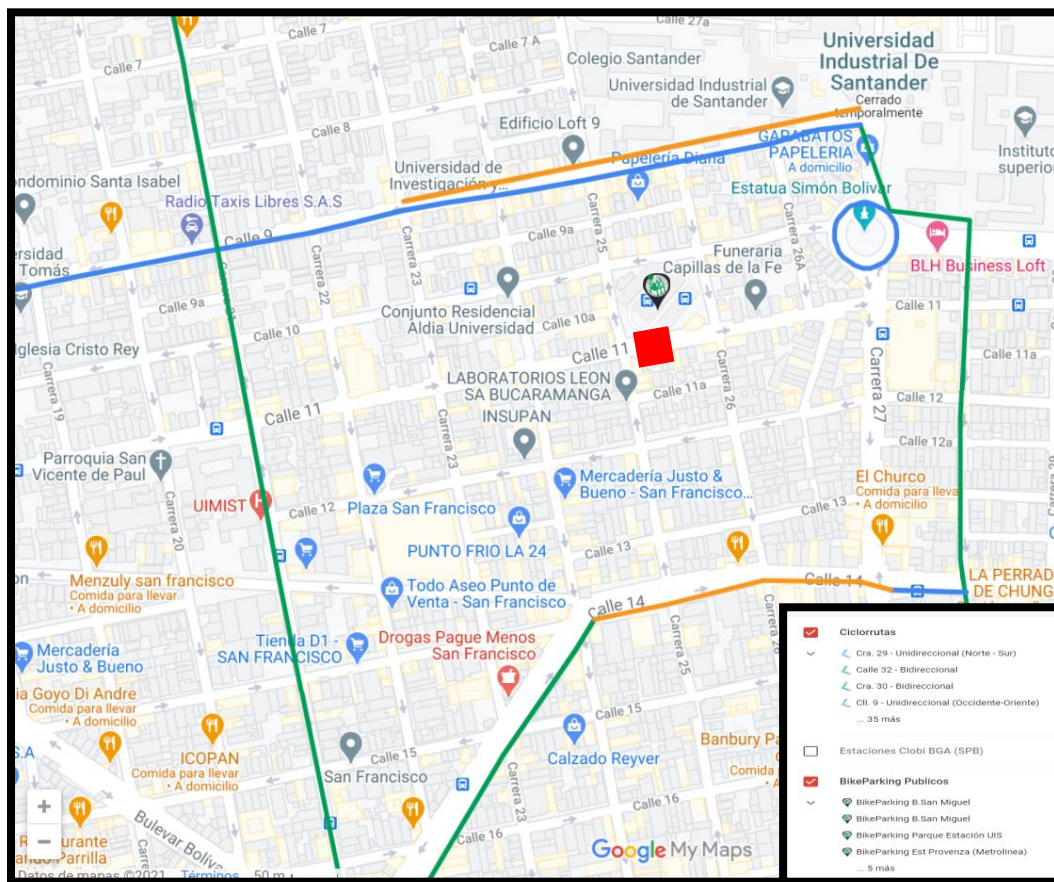 Calle 27a
Calle 7
Calle 7
Calle 7 A
Colegio Santander
Universidad
Industrial De
Santander
Cerrado
temporalmente
Universidad Industrial
de Santander
Calle 8
Edificio Loft 9
GARABATOS
PAPELERIA
A domicilio
Instituto
superior
Universidad de
Investigación y...
Papelería Diana
ondominio Santa Isabel
Estatua Simón Bolivar
Radio Taxis Libres S.A.S
Calle 9
Calle 9a
Carrera 25
Carrera 26A
Carrera 23
Carrera 22
ersidad
Tomás
Funeraria
Capillas de la Fe
BLH Business Loft
Calle 9a
Conjunto Residencial
Aldia Universidad
Calle 10a
Calle 10
Calle 11
Iglesia Cristo Rey
Calle 11
Calle 11a
Carrera 19
LABORATORIOS LEON
SA BUCARAMANGA
Calle 11a
Carrera 26
Carrera 27
Calle 12
Calle 11
INSUPAN
Carrera 23
Calle 12a
Parroquia San
Vicente de Paul
Mercadería Justo &
Bueno - San Francisco...
El Churco
Comida para lleva
• A domicilio
UIMIST
Calle 12
Plaza San Francisco
Calle 13
Carrera 20
PUNTO FRIO LA 24
Calle 13
Menzuly san francisco
Comida para llevar
• A domicilio
Todo Aseo Punto de
Venta - San Francisco
Calle 14
Calle 14
LA PERRAD
DE CHUNG
Tienda D1 -
SAN FRANCISCO
Drogas Pague Menos
San Francisco
Mercadería
Justo & Bueno
Carrera 25
ia Goyo Di Andre
Comida para llevar
• A domicilio
Calle 15
ICOPAN
Comida para llevar
• A domicilio
San Francisco
Calle 15
Calzado Reyver
Banbury Pa
Comida
Calle 16
Calle 16
Bulevar Boliv
Google My Maps
Datos de mapas ©2021 Términos 50 m
Ciclorrutas
Cra. 29 - Unidireccional (Norte - Sur)
Calle 32 - Bidireccional
Cra. 30 - Bidireccional
Cll. 9 - Unidireccional (Occidente-Oriente)
... 35 más
Estaciones Clobi BGA (SPB)
BikeParking Publicos
BikeParking B.San Miguel
BikeParking B.San Miguel
BikeParking Parque Estación UIS
BikeParking Est Provenza (Metrolinea)
... 5 más